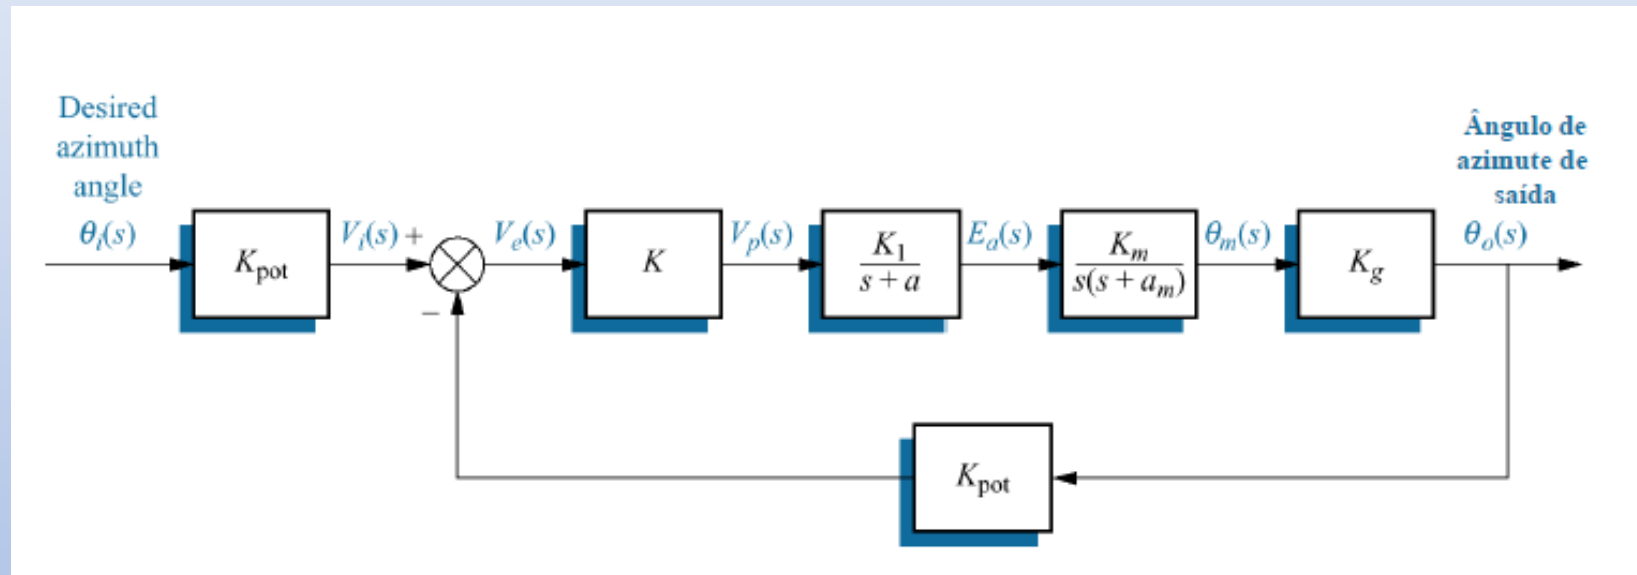 Desired
azimuth
angle
θi(s)
Kpot
Vi(s) +
−
Ve(s)
K
Vp(s)
K1
s + a
Ea(s)
Km
s(s + am)
θm(s)
Kg
Ângulo de
azimute de
saída
θo(s)
Kpot